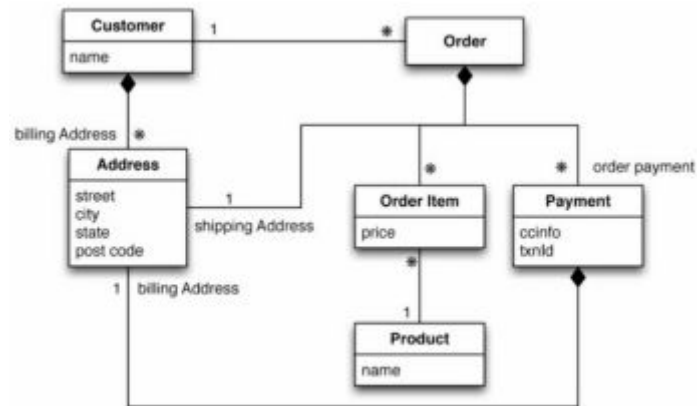 Customer
name
1
*
Order
billing Address
*
Address
street
city
state
post code
1
shipping Address
*
Order Item
price
*
order payment
Payment
ccinfo
txnId
1
billing Address
*
1
Product
name